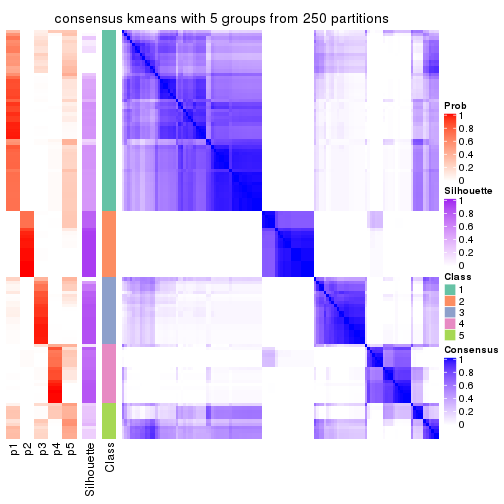 consensus kmeans with 5 groups from 250 partitions
Prob
1
0.8
0.6
0.4
0.2
0
Silhouette
1
0.8
0.6
0.4
0.2
0
Class
1
2
3
4
5
Consensus
1
0.8
0.6
0.4
0.2
0
p1
p2
p3
p4
p5
Silhouette
Class